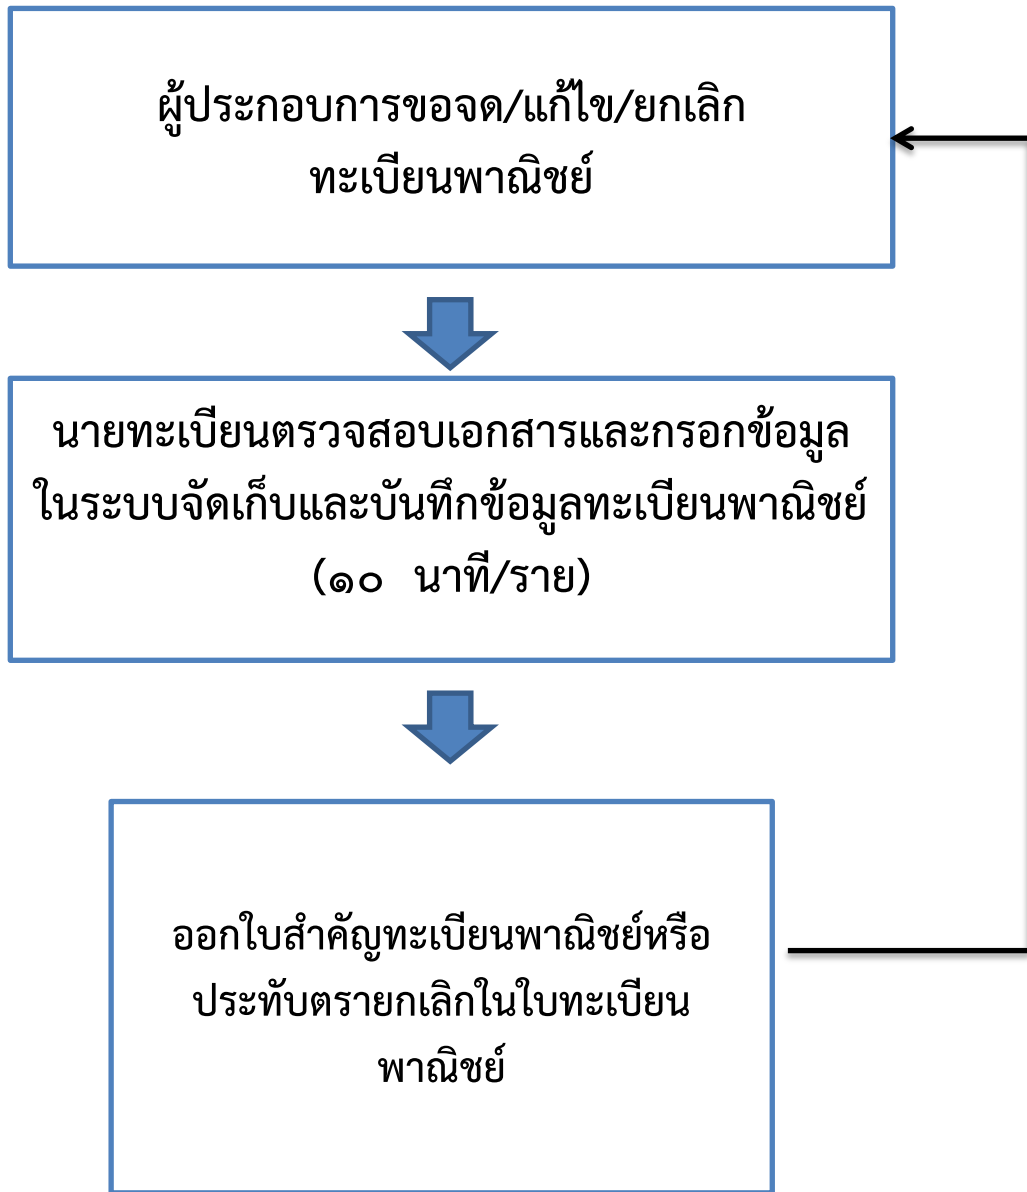 ผู้ประกอบการขอจด/แก้ไข/ยกเลิก
ทะเบียนพาณิชย์
นายทะเบียนตรวจสอบเอกสารและกรอกข้อมูล
ในระบบจัดเก็บและบันทึกข้อมูลทะเบียนพาณิชย์
(๑๐ นาที/ราย)
ออกใบสำคัญทะเบียนพาณิชย์หรือ
ประทับตรายกเลิกในใบทะเบียน
พาณิชย์